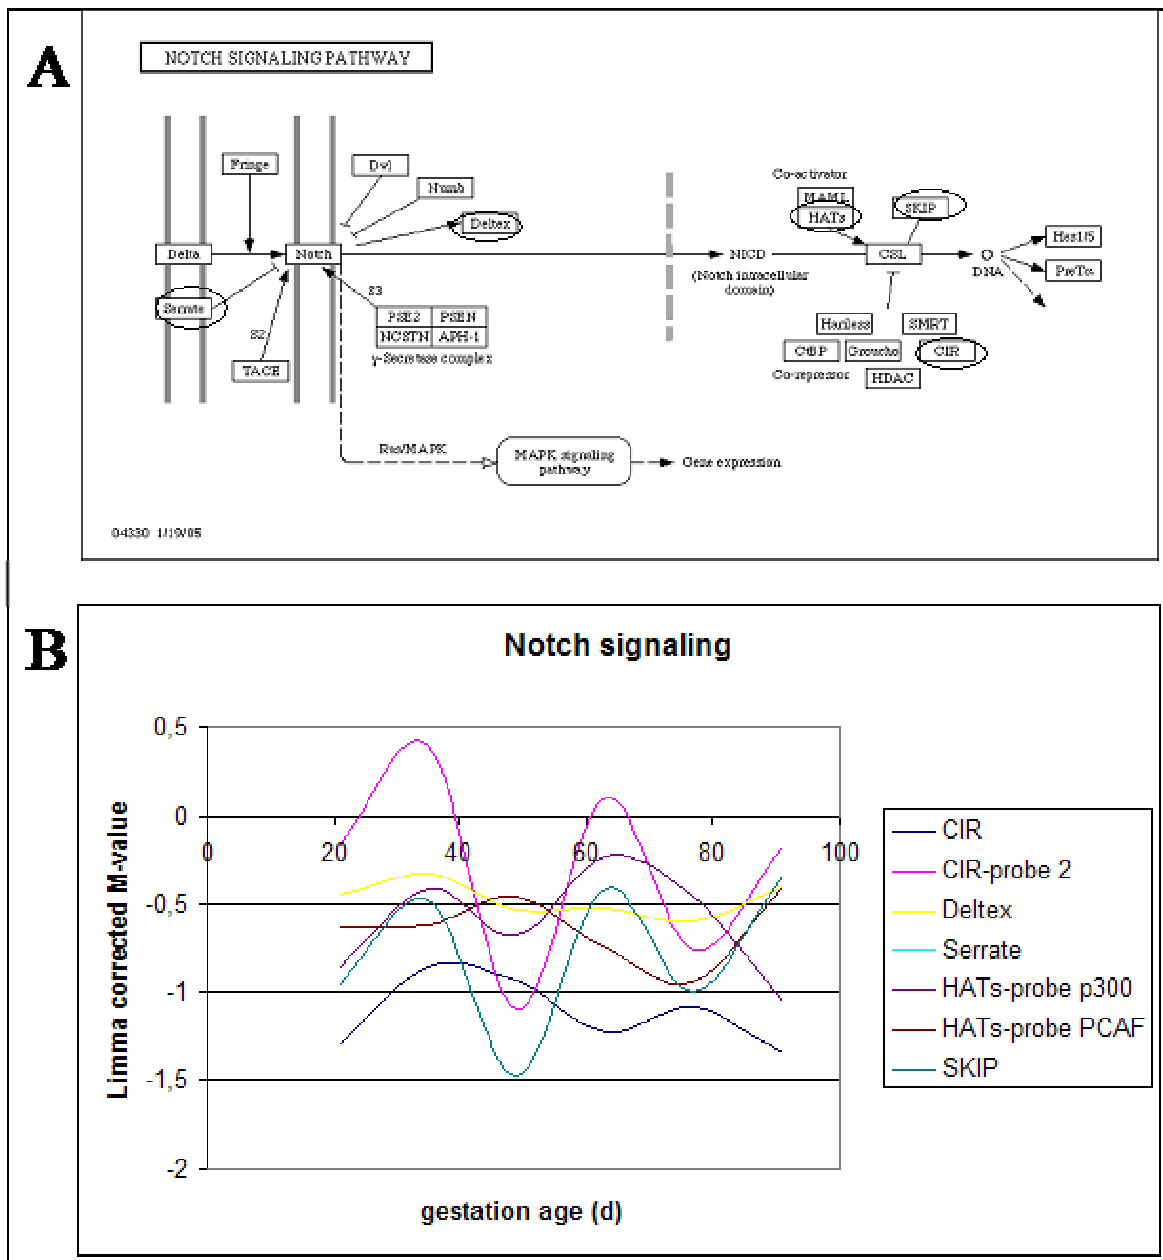 A
NOTCH SIGNALING PATHWAY
Fringe
Dvl
Numb
Deltex
Co-activator
MAML
HATs
SKIP
Delta
Notch
NICD
(Notch intracellular
domain)
CSL
DNA
Hes1/5
PreTα
Serrate
S2
S3
TACE
PSE2 PSEN
NCSTN APH-1
γ-Secretase complex
Hairless
SMRT
CtBP
Groucho
CIR
Co-repressor
HDAC
Ras/MAPK
MAPK signaling
pathway
Gene expression
04330 1/19/05
B
Notch signaling
0,5
0
-0,5
-1
-1,5
-2
0 20 40 60 80 100
Limma corrected M-value
gestation age (d)
CIR
CIR-probe 2
Deltex
Serrate
HATs-probe p300
HATs-probe PCAF
SKIP